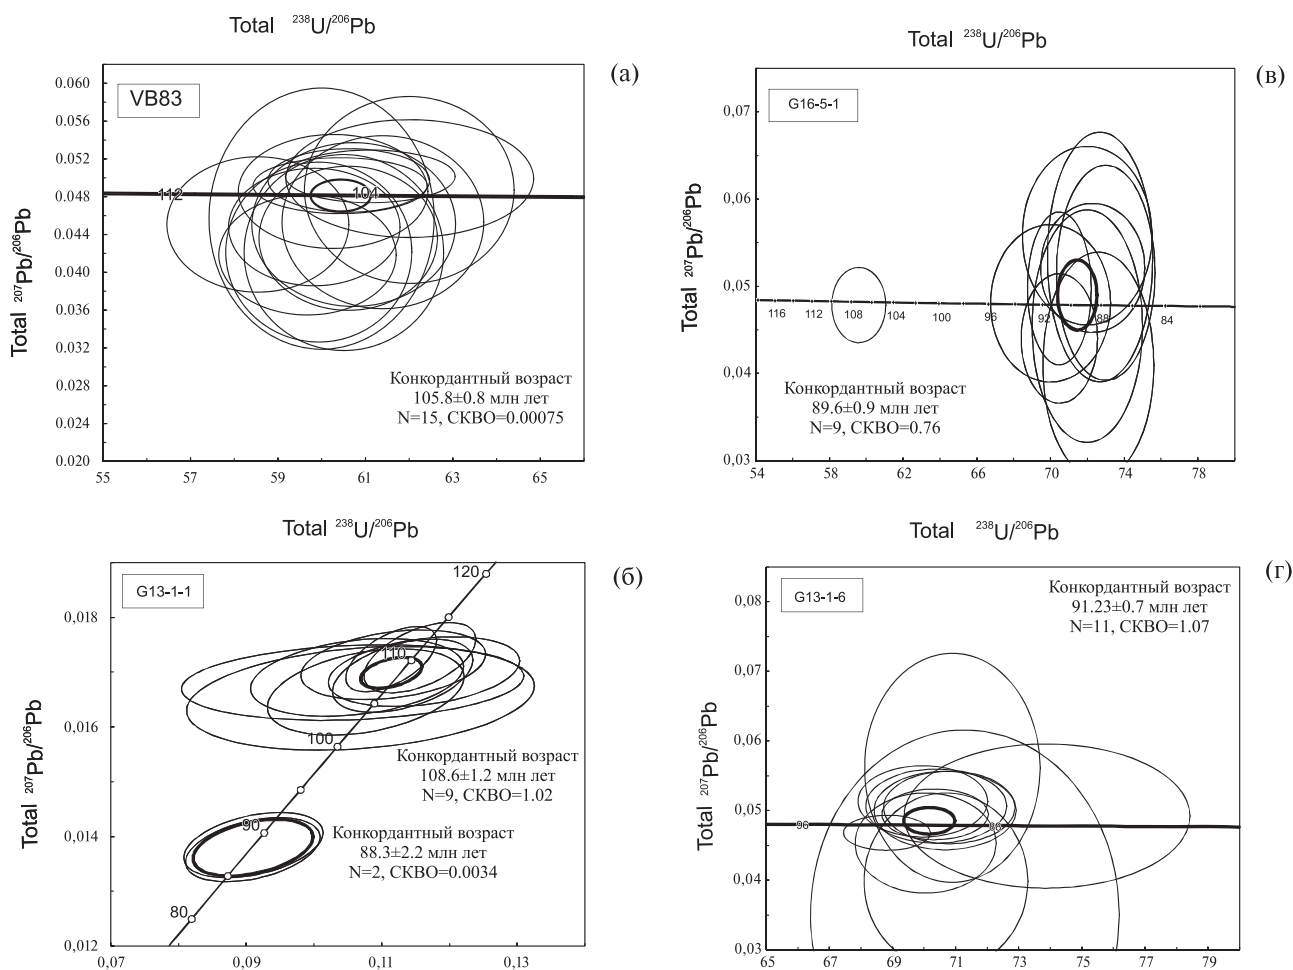 Total ²³⁸U/²⁰⁶Pb
(а)
VB83
Total ²⁰⁷Pb/²⁰⁶Pb
0.060
0.056
0.052
0.048
0.044
0.040
0.036
0.032
0.028
0.024
0.020
112
104
Конкордантный возраст
105.8±0.8 млн лет
N=15, СКВО=0.00075
55 57 59 61 63 65
Total ²³⁸U/²⁰⁶Pb
(в)
G16-5-1
Total ²⁰⁷Pb/²⁰⁶Pb
0,07
0,06
0,05
0,04
0,03
116 112 108 104 100 96 92 88 84
Конкордантный возраст
89.6±0.9 млн лет
N=9, СКВО=0.76
54 58 62 66 70 74 78
Total ²³⁸U/²⁰⁶Pb
(б)
G13-1-1
Total ²⁰⁷Pb/²⁰⁶Pb
0,018
0,016
0,014
0,012
120
110
100
90
80
Конкордантный возраст
108.6±1.2 млн лет
N=9, СКВО=1.02
Конкордантный возраст
88.3±2.2 млн лет
N=2, СКВО=0.0034
0,07 0,09 0,11 0,13
Total ²³⁸U/²⁰⁶Pb
(г)
G13-1-6
Конкордантный возраст
91.23±0.7 млн лет
N=11, СКВО=1.07
Total ²⁰⁷Pb/²⁰⁶Pb
0,08
0,07
0,06
0,05
0,04
0,03
96
65 67 69 71 73 75 77 79